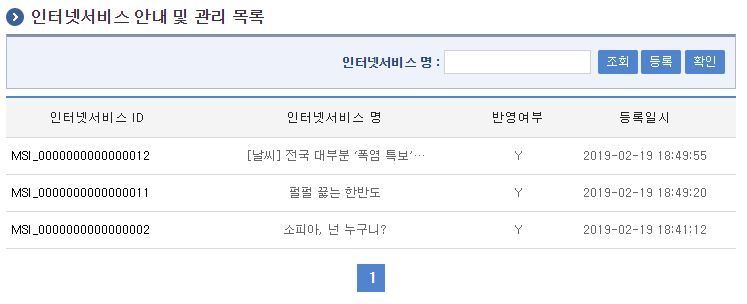 인터넷서비스 안내 및 관리 목록
인터넷서비스 명 : 조회 등록 확인
인터넷서비스 ID 인터넷서비스 명 반영여부 등록일시
MSI_0000000000000012 [날씨] 전국 대부분 ‘폭염 특보’… Y 2019-02-19 18:49:55
MSI_0000000000000011 펄펄 끓는 한반도 Y 2019-02-19 18:49:20
MSI_0000000000000002 소피아, 넌 누구니? Y 2019-02-19 18:41:12
1